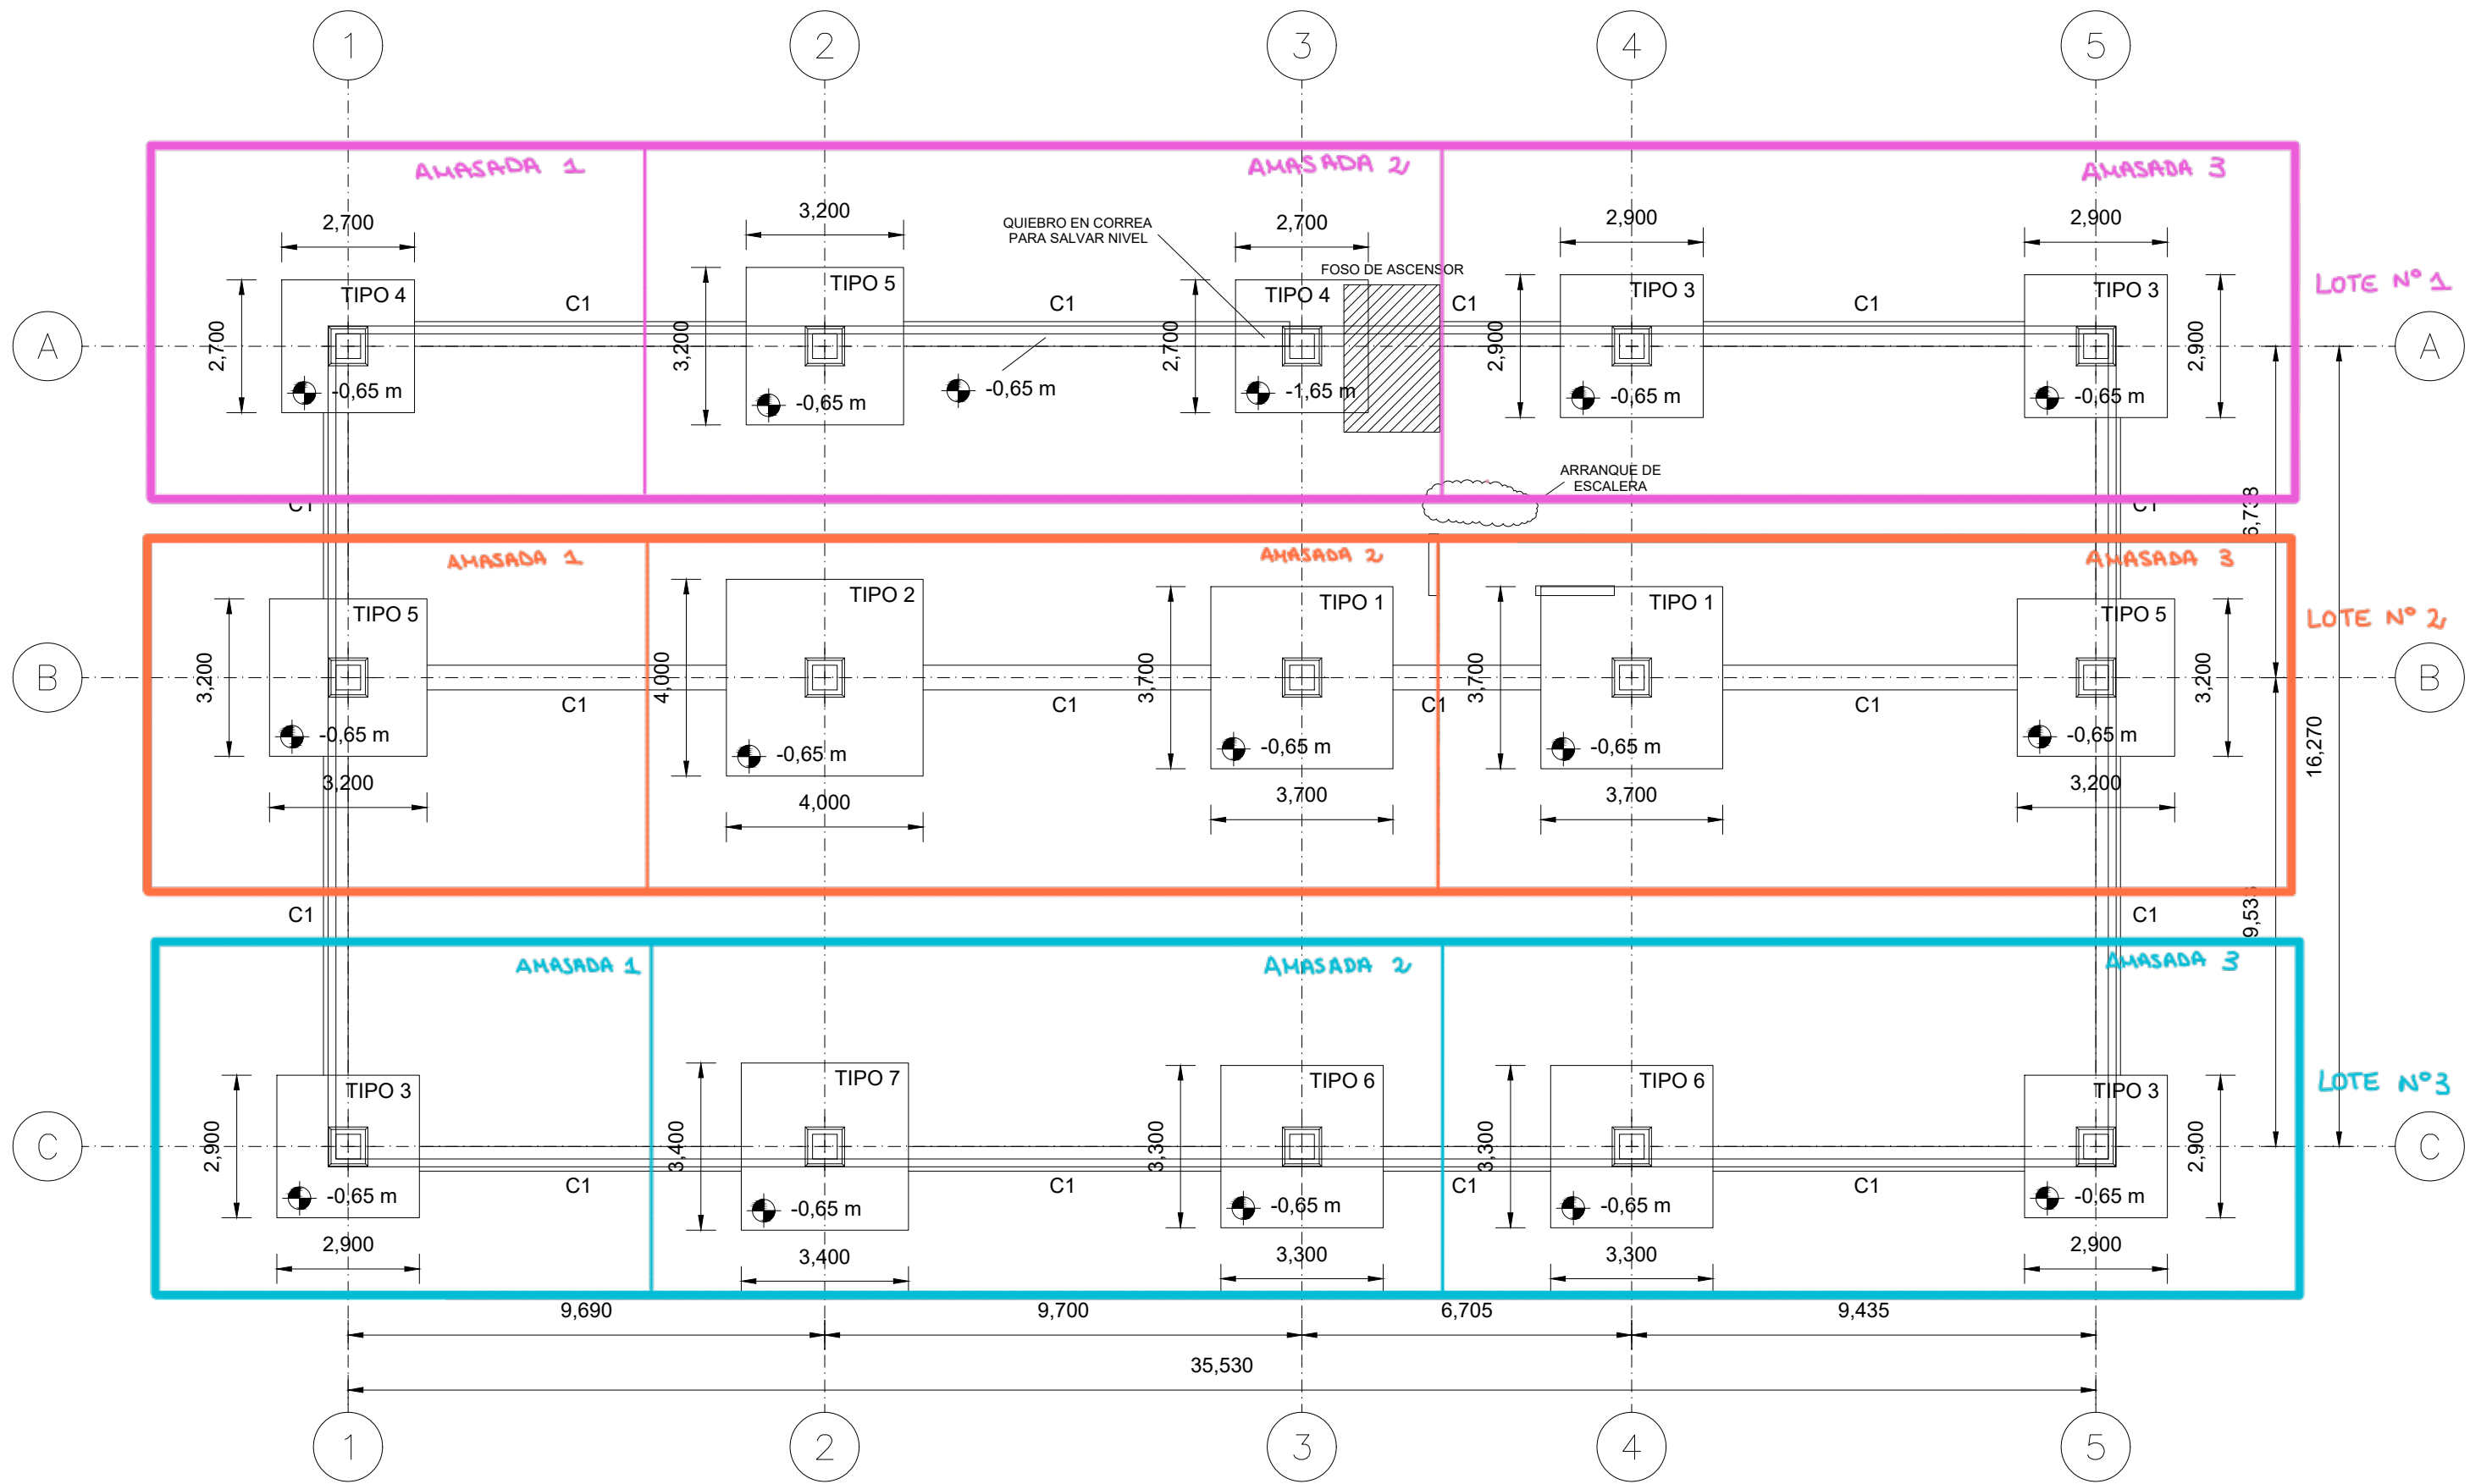 1 2 3 4 5
AMASADA 1 AMASADA 2 AMASADA 3
2,700 3,200 2,700 2,900 2,900
QUIEBRO EN CORREA
PARA SALVAR NIVEL
FOSO DE ASCENSOR
TIPO 4 TIPO 5 TIPO 4 TIPO 3 TIPO 3
LOTE Nº 1
C1 C1 C1 C1
A A
2,700 3,200 2,700 2,900 2,900
-0,65 m -0,65 m -0,65 m -1,65 m -0,65 m -0,65 m
ARRANQUE DE
ESCALERA
C1 C1 6,738
AMASADA 1 AMASADA 2 AMASADA 3
TIPO 5 TIPO 2 TIPO 1 TIPO 1 TIPO 5
LOTE Nº 2
B B
3,200 4,000 3,700 3,700 3,200
C1 C1 C1 C1
-0,65 m -0,65 m -0,65 m -0,65 m -0,65 m
16,270
3,200 4,000 3,700 3,700 3,200
C1 C1
AMASADA 1 AMASADA 2 AMASADA 3
TIPO 3 TIPO 7 TIPO 6 TIPO 6 TIPO 3
LOTE Nº3
C C
2,900 3,400 3,300 3,300 2,900
C1 C1 C1 C1
-0,65 m -0,65 m -0,65 m -0,65 m -0,65 m
2,900 3,400 3,300 3,300 2,900
9,690 9,700 6,705 9,435
35,530
1 2 3 4 5